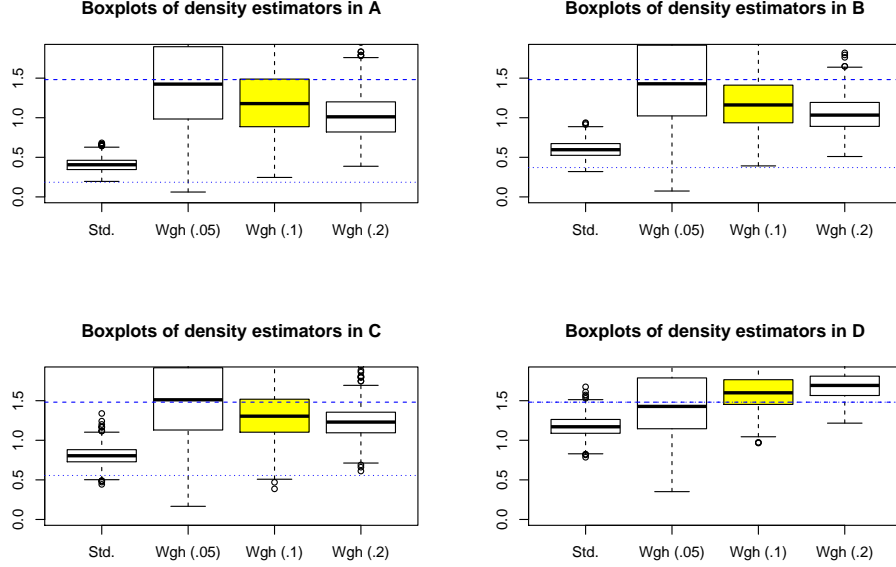 Boxplots of density estimators in A
0.0 0.5 1.0 1.5
Std. Wgh (.05) Wgh (.1) Wgh (.2)
Boxplots of density estimators in B
0.0 0.5 1.0 1.5
Std. Wgh (.05) Wgh (.1) Wgh (.2)
Boxplots of density estimators in C
0.0 0.5 1.0 1.5
Std. Wgh (.05) Wgh (.1) Wgh (.2)
Boxplots of density estimators in D
0.0 0.5 1.0 1.5
Std. Wgh (.05) Wgh (.1) Wgh (.2)